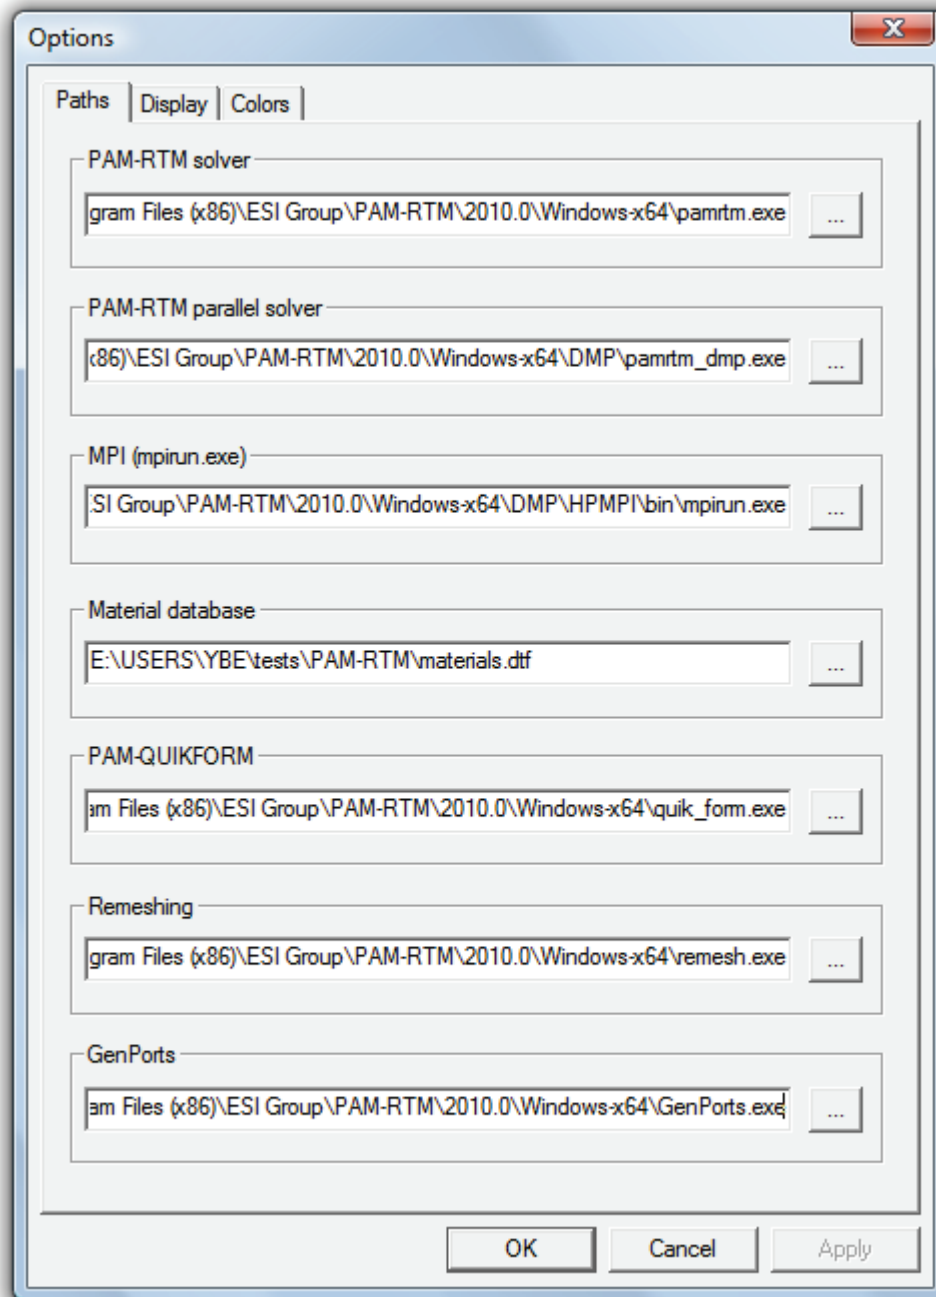 Options
Paths
Display
Colors
PAM-RTM solver
gram Files (x86)\ESI Group\PAM-RTM\2010.0\Windows-x64\pamrtm.exe
...
PAM-RTM parallel solver
x86)\ESI Group\PAM-RTM\2010.0\Windows-x64\DMP\pamrtm_dmp.exe
...
MPI (mpirun.exe)
SI Group\PAM-RTM\2010.0\Windows-x64\DMP\HPMPI\bin\mpirun.exe
...
Material database
E:\USERS\YBE\tests\PAM-RTM\materials.dtf
...
PAM-QUIKFORM
am Files (x86)\ESI Group\PAM-RTM\2010.0\Windows-x64\quik_form.exe
...
Remeshing
gram Files (x86)\ESI Group\PAM-RTM\2010.0\Windows-x64\remesh.exe
...
GenPorts
am Files (x86)\ESI Group\PAM-RTM\2010.0\Windows-x64\GenPorts.exe
...
OK
Cancel
Apply